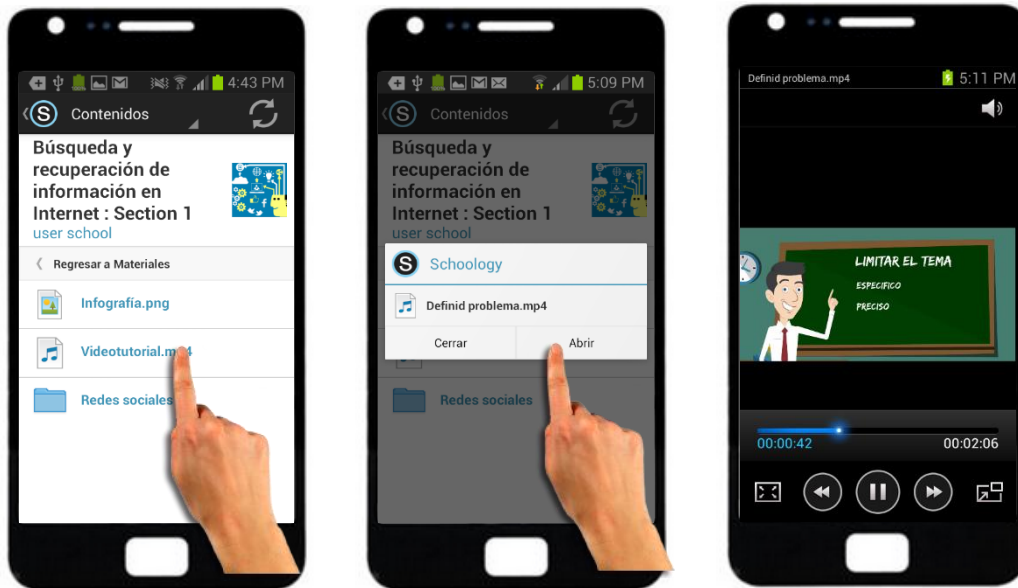 4:43 PM
S Contenidos
Búsqueda y
recuperación de
información en
Internet : Section 1
user school
Regresar a Materiales
Infografía.png
Videotutorial.mp4
Redes sociales
5:09 PM
S Contenidos
Búsqueda y
recuperación de
información en
Internet : Section 1
user school
S Schoology
Definid problema.mp4
Cerrar Abrir
Redes sociales
Definid problema.mp4 5:11 PM
LIMITAR EL TEMA
ESPECIFICO
PRECISO
00:00:42 00:02:06